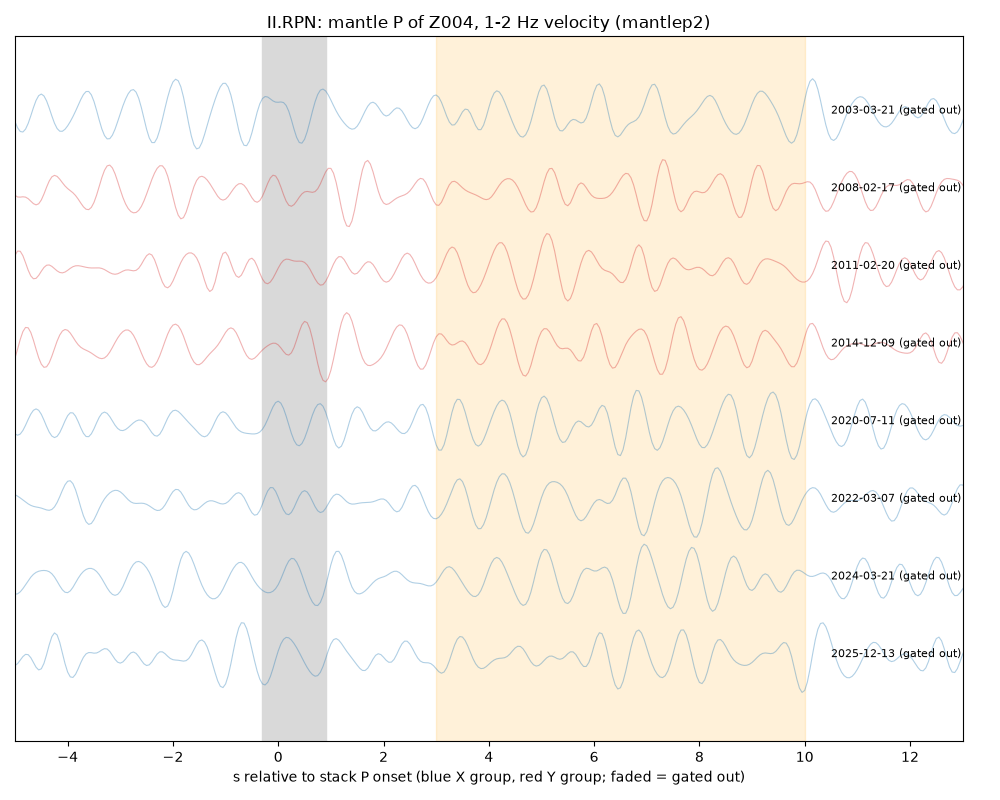 II.RPN: mantle P of Z004, 1-2 Hz velocity (mantlep2)
2003-03-21 (gated out)
2008-02-17 (gated out)
2011-02-20 (gated out)
2014-12-09 (gated out)
2020-07-11 (gated out)
2022-03-07 (gated out)
2024-03-21 (gated out)
2025-12-13 (gated out)
−4 −2 0 2 4 6 8 10 12
s relative to stack P onset (blue X group, red Y group; faded = gated out)